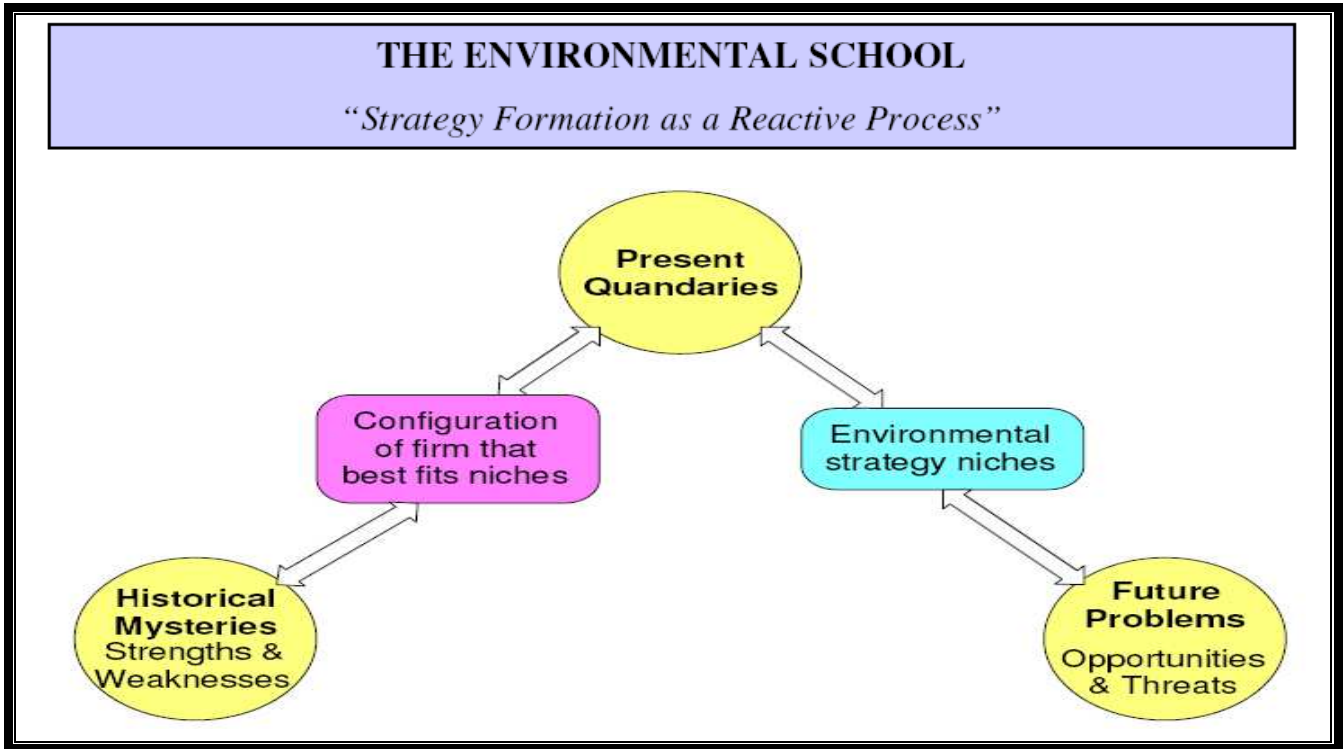 THE ENVIRONMENTAL SCHOOL
“Strategy Formation as a Reactive Process”
Present
Quandaries
Configuration
of firm that
best fits niches
Environmental
strategy niches
Historical
Mysteries
Strengths &
Weaknesses
Future
Problems
Opportunities
& Threats